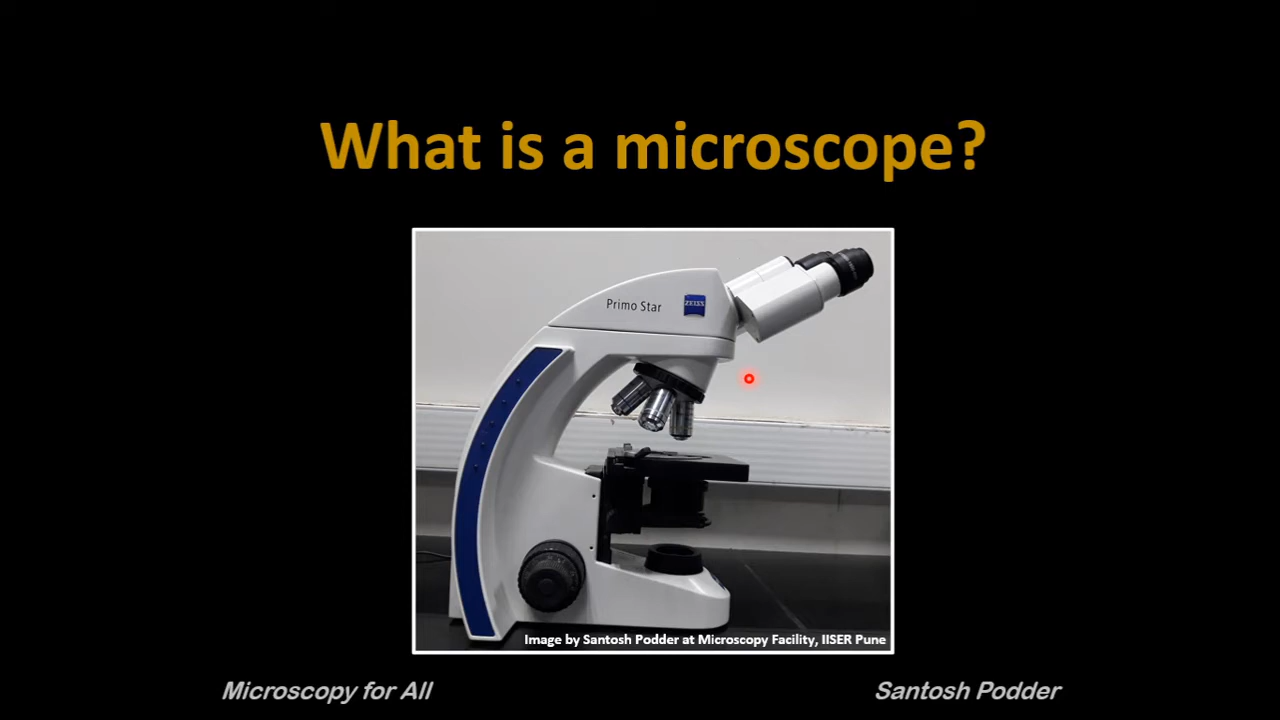 What is a microscope?
Primo Star
ZEISS
Image by Santosh Podder at Microscopy Facility, IISER Pune
Microscopy for All
Santosh Podder